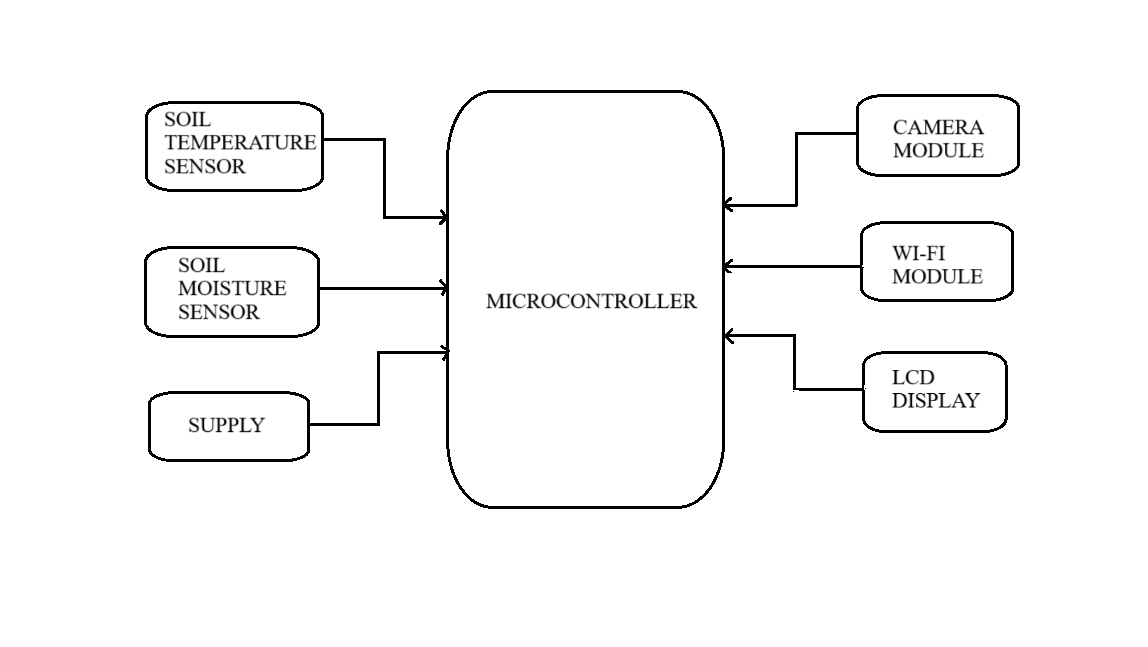 SOIL
TEMPERATURE
SENSOR
SOIL
MOISTURE
SENSOR
SUPPLY
MICROCONTROLLER
CAMERA
MODULE
WI-FI
MODULE
LCD
DISPLAY